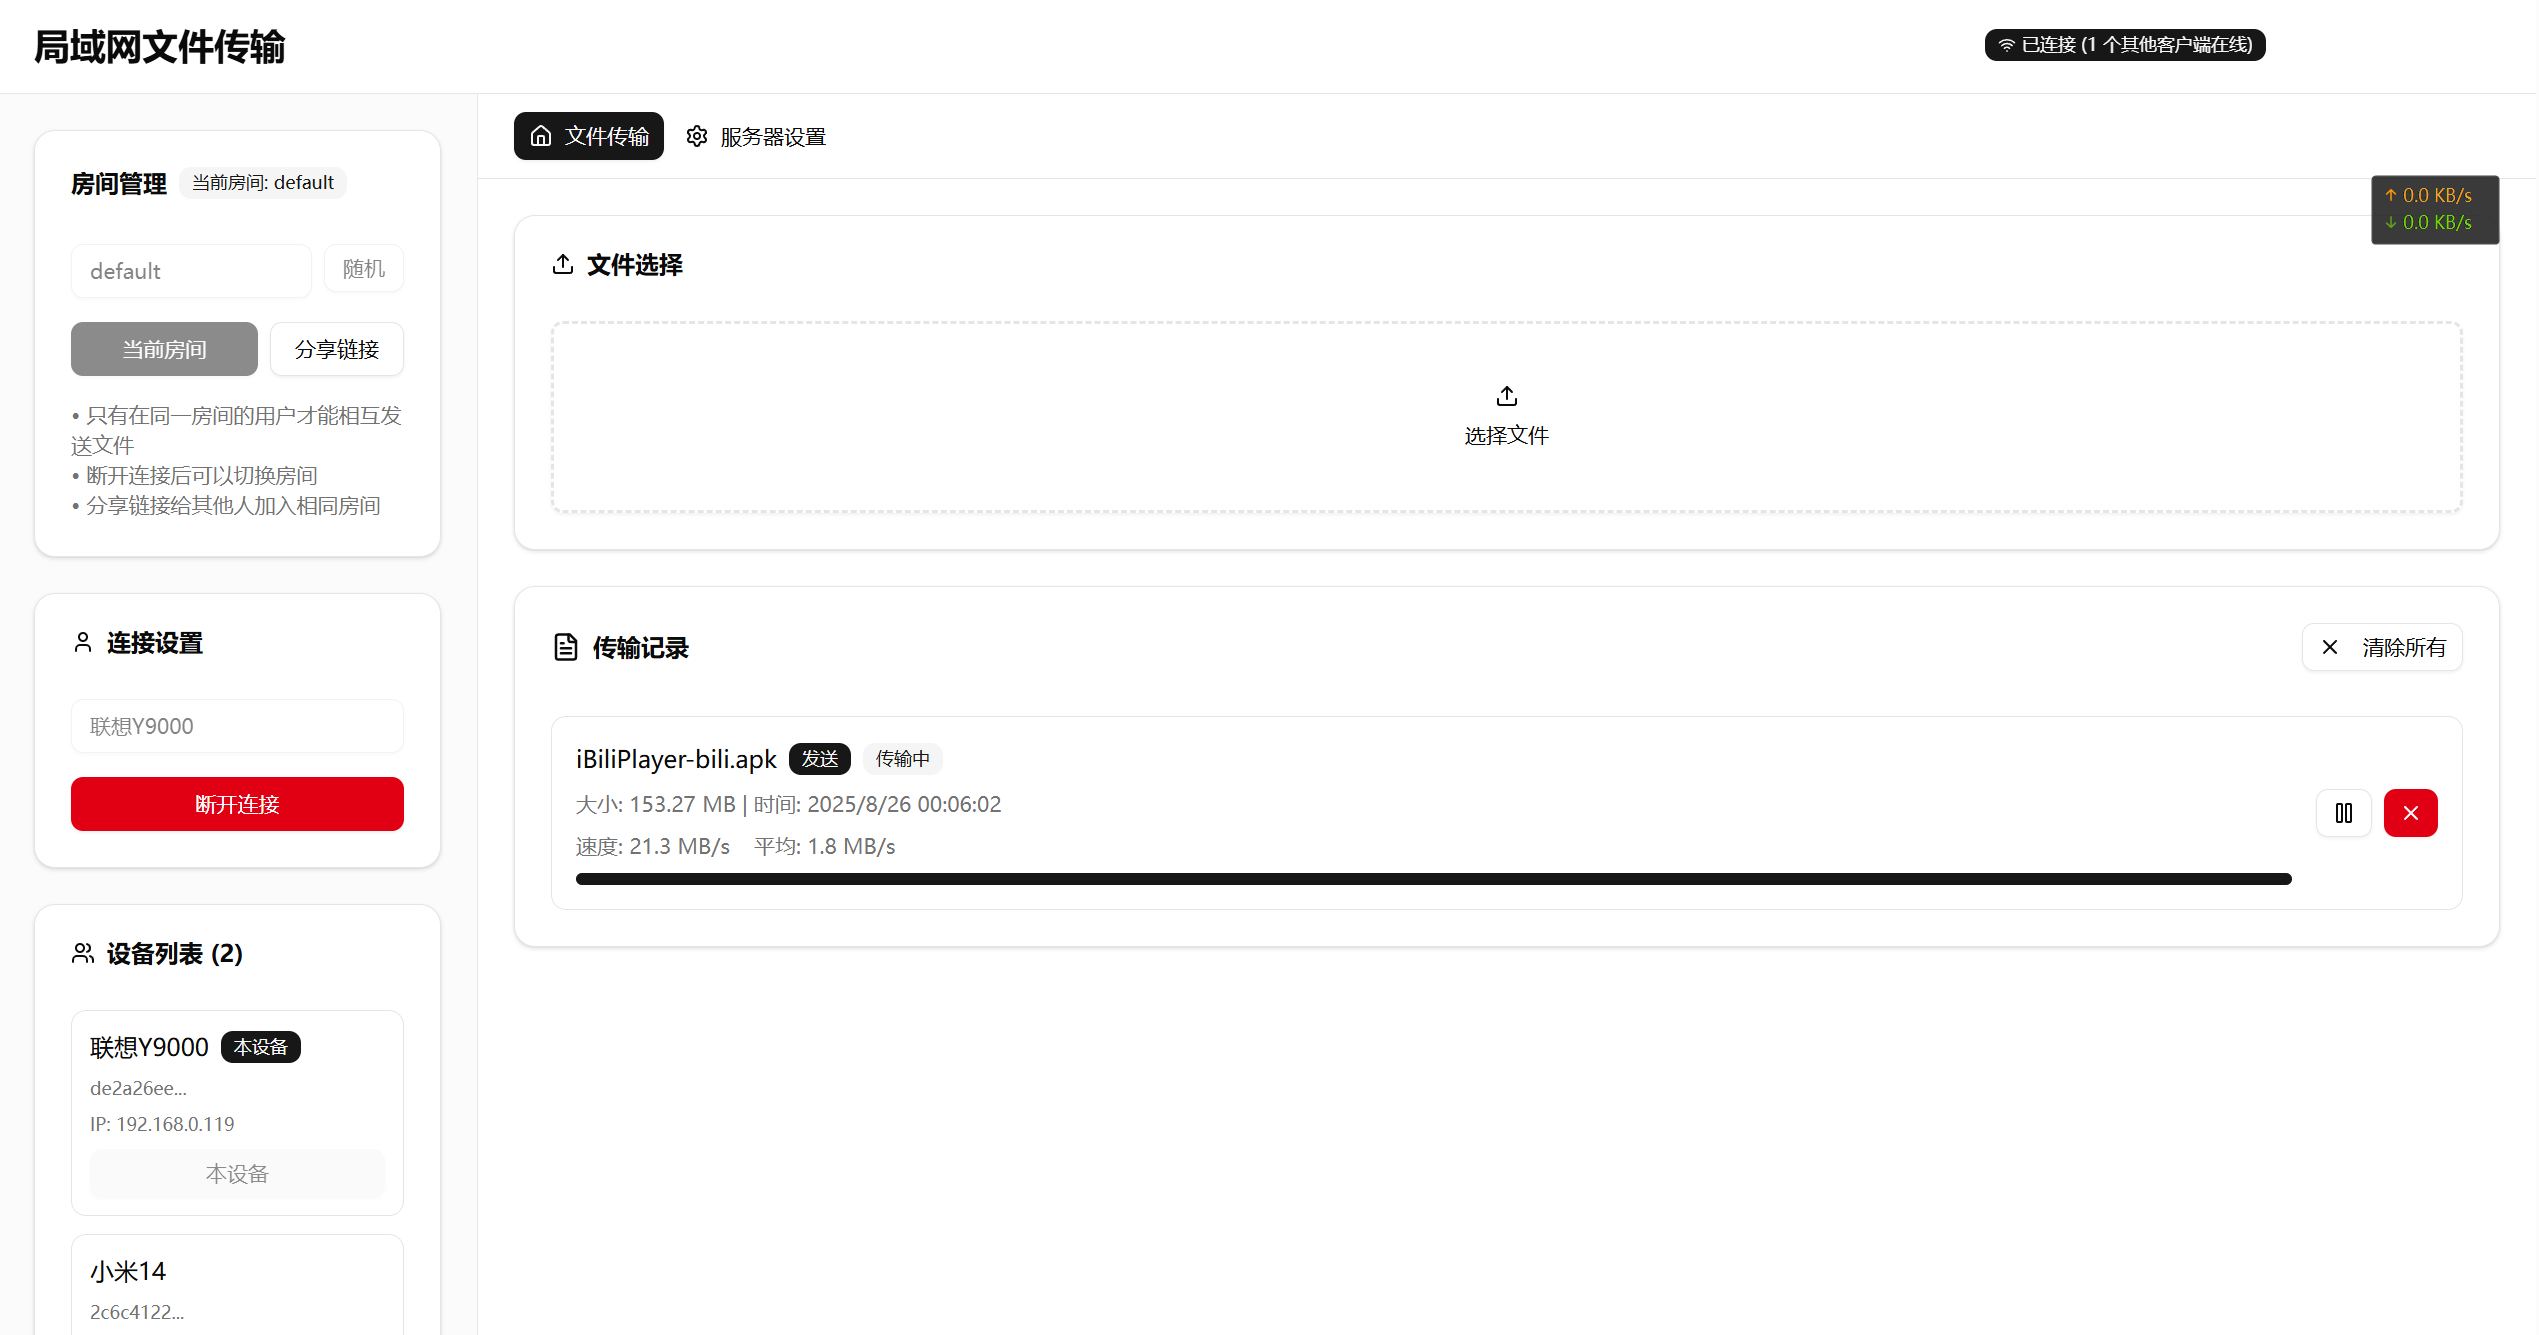 局域网文件传输
已连接 (1 个其他客户端在线)
房间管理 当前房间: default
default 随机
当前房间 分享链接
• 只有在同一房间的用户才能相互发
送文件
• 断开连接后可以切换房间
• 分享链接给其他人加入相同房间
连接设置
联想Y9000
断开连接
设备列表 (2)
联想Y9000 本设备
de2a26ee...
IP: 192.168.0.119
本设备
小米14
2c6c4122...
文件传输 服务器设置
↑ 0.0 KB/s
↓ 0.0 KB/s
文件选择
选择文件
传输记录 清除所有
iBiliPlayer-bili.apk 发送 传输中
大小: 153.27 MB | 时间: 2025/8/26 00:06:02
速度: 21.3 MB/s 平均: 1.8 MB/s